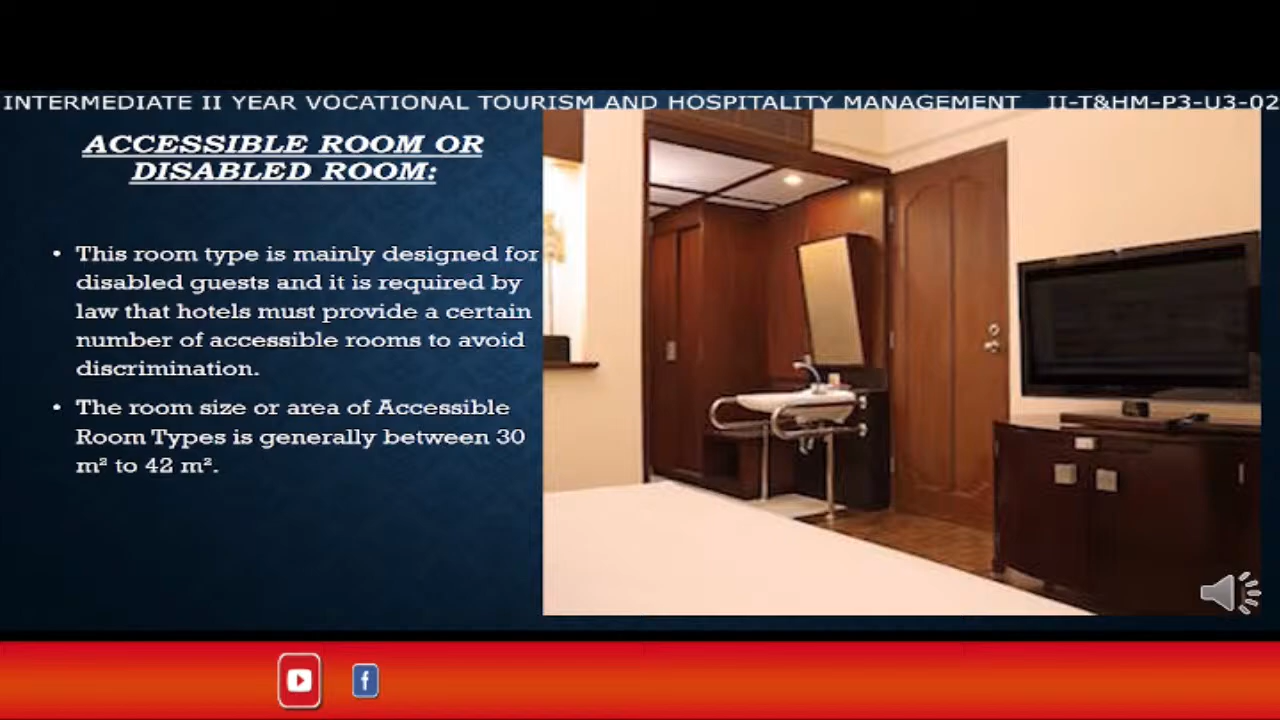 INTERMEDIATE II YEAR VOCATIONAL TOURISM AND HOSPITALITY MANAGEMENT II-T&HM-P3-U3-02
ACCESSIBLE ROOM OR
DISABLED ROOM:
• This room type is mainly designed for
disabled guests and it is required by
law that hotels must provide a certain
number of accessible rooms to avoid
discrimination.
• The room size or area of Accessible
Room Types is generally between 30
m² to 42 m².